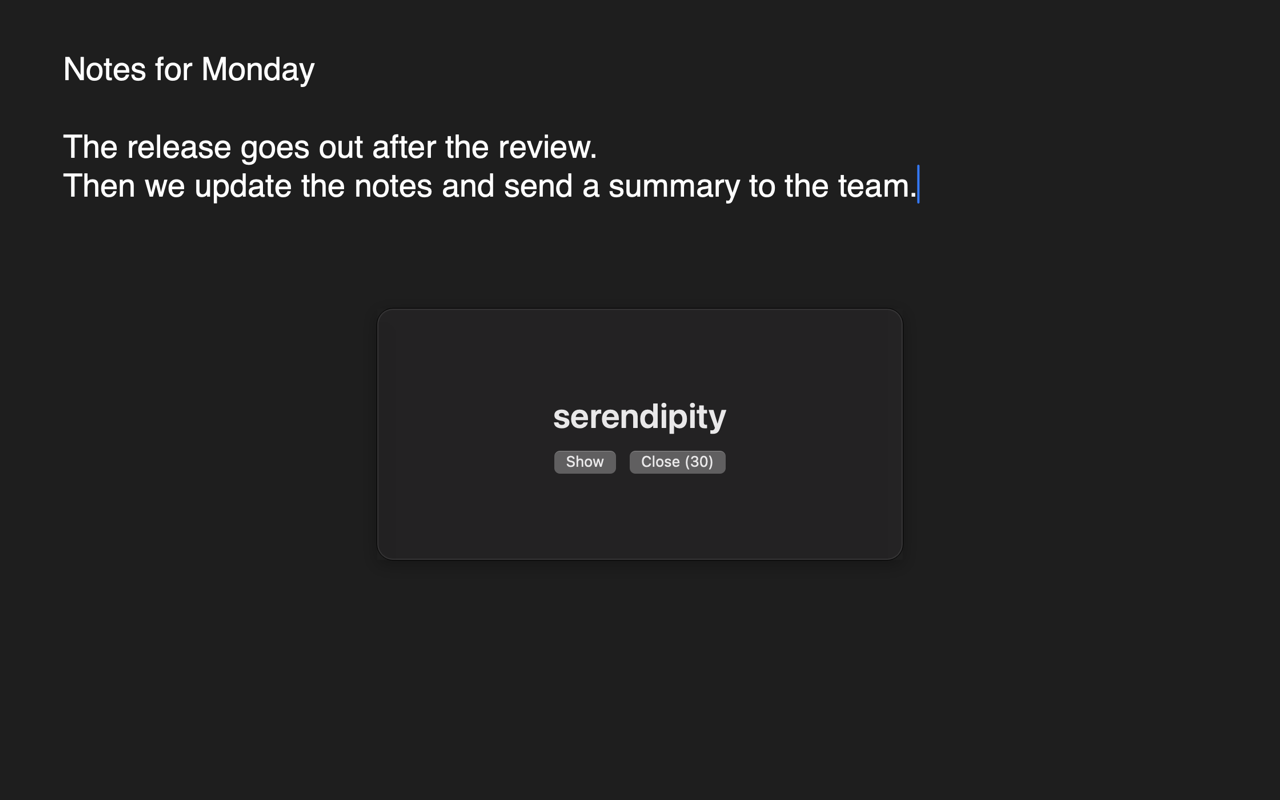 Notes for Monday
The release goes out after the review.
Then we update the notes and send a summary to the team.
serendipity
Show
Close (30)